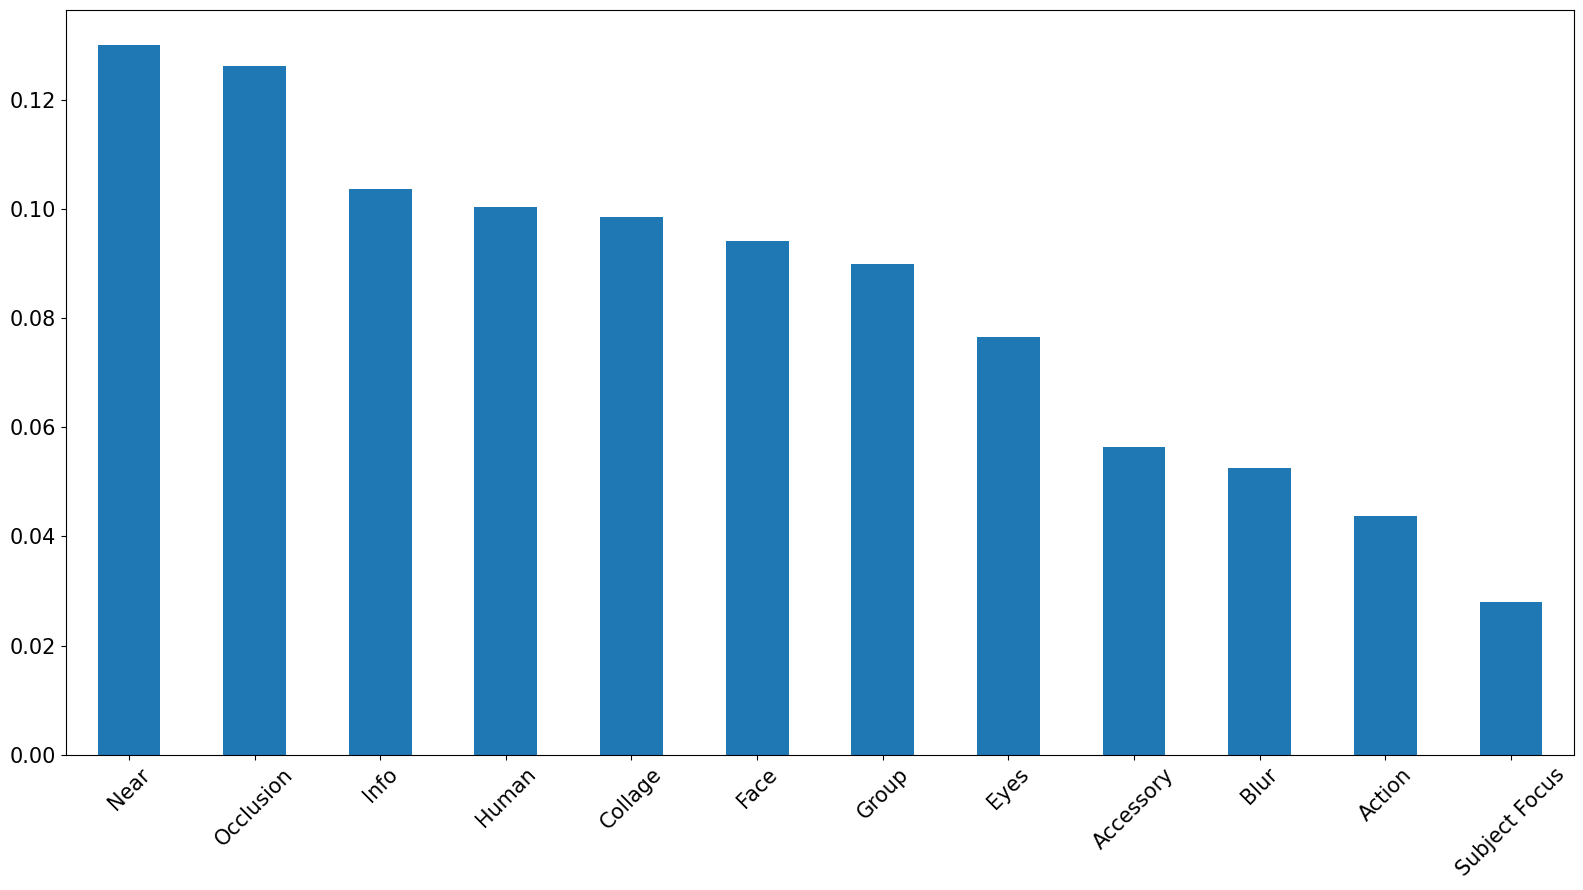 0.12
0.10
0.08
0.06
0.04
0.02
0.00
Near
Occlusion
Info
Human
Collage
Face
Group
Eyes
Accessory
Blur
Action
Subject Focus